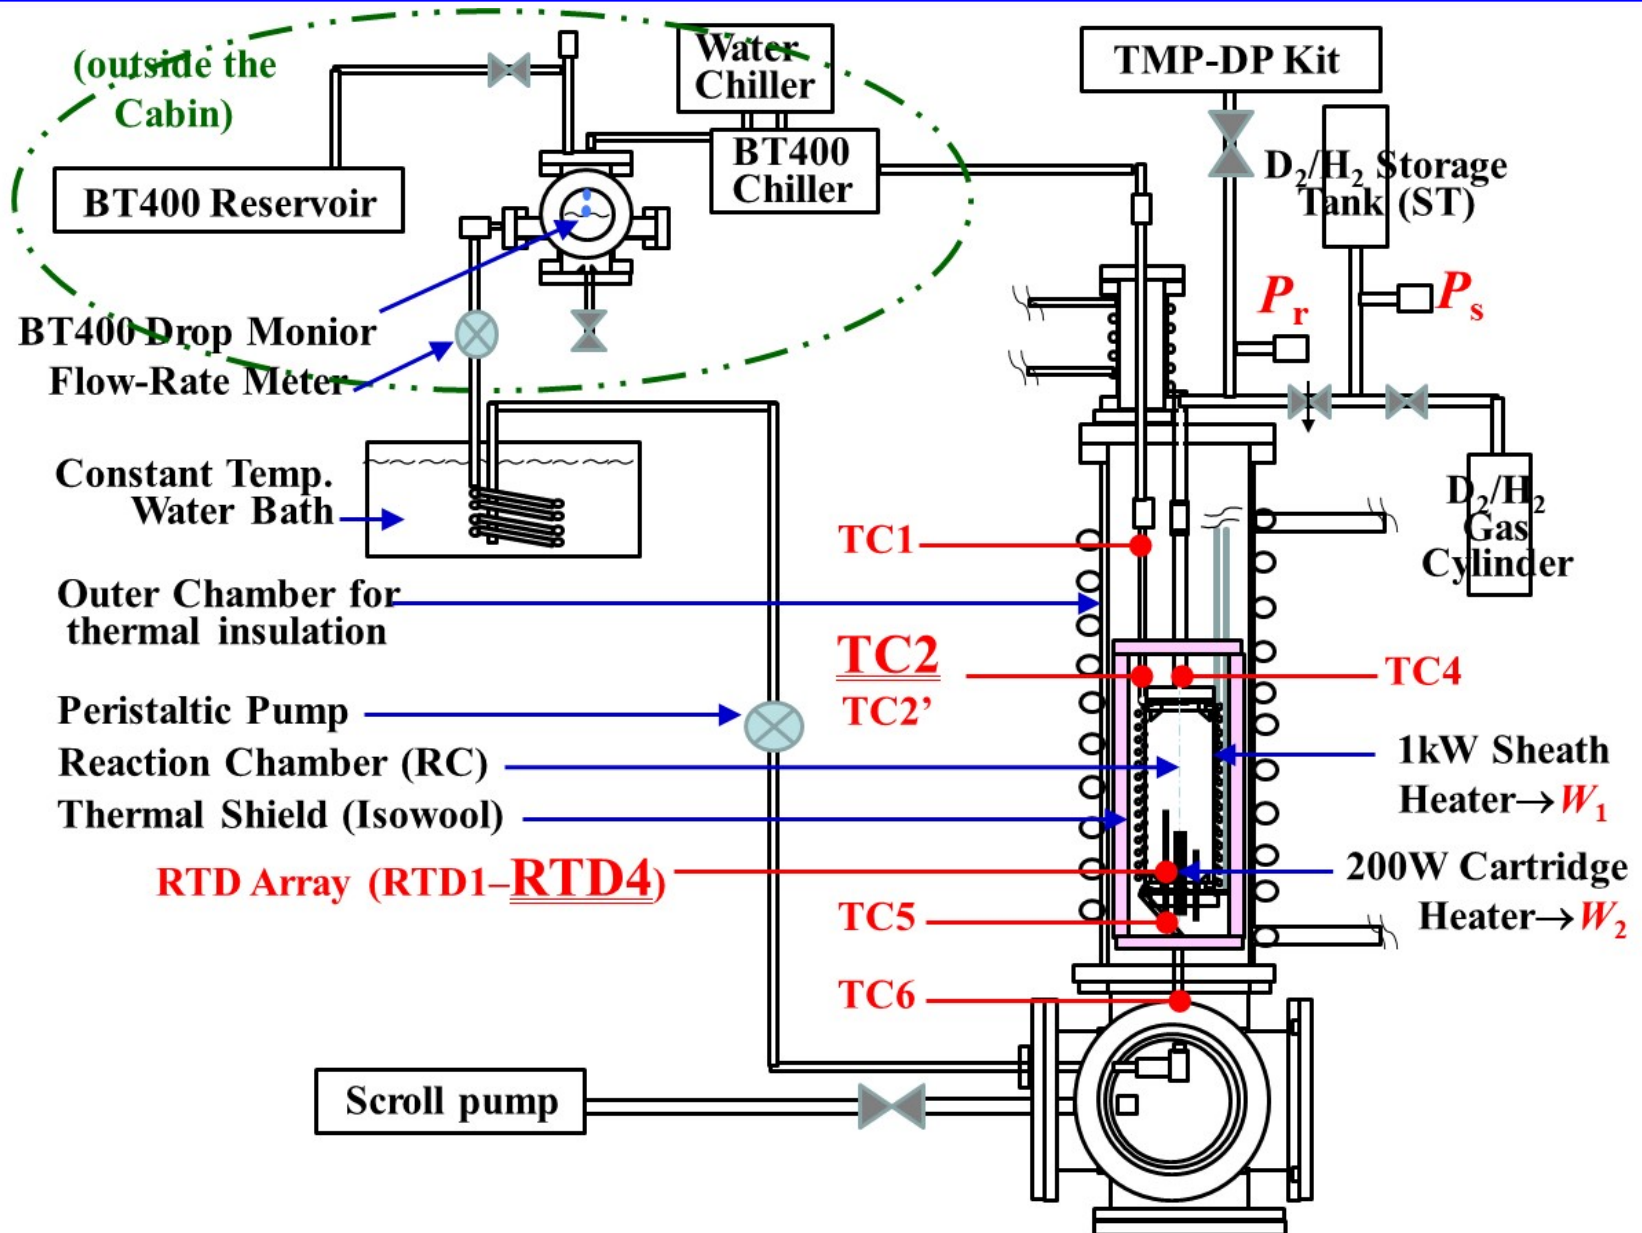 (outside the
Cabin)
Water
Chiller
TMP-DP Kit
BT400
Chiller
D2/H2 Storage
Tank (ST)
BT400 Reservoir
Pr
Ps
BT400 Drop Monior
Flow-Rate Meter
Constant Temp.
Water Bath
D2/H2
Gas
Cylinder
TC1
Outer Chamber for
thermal insulation
TC2
TC2’
TC4
Peristaltic Pump
Reaction Chamber (RC)
Thermal Shield (Isowool)
1kW Sheath
Heater→W1
RTD Array (RTD1–RTD4)
200W Cartridge
Heater→W2
TC5
TC6
Scroll pump